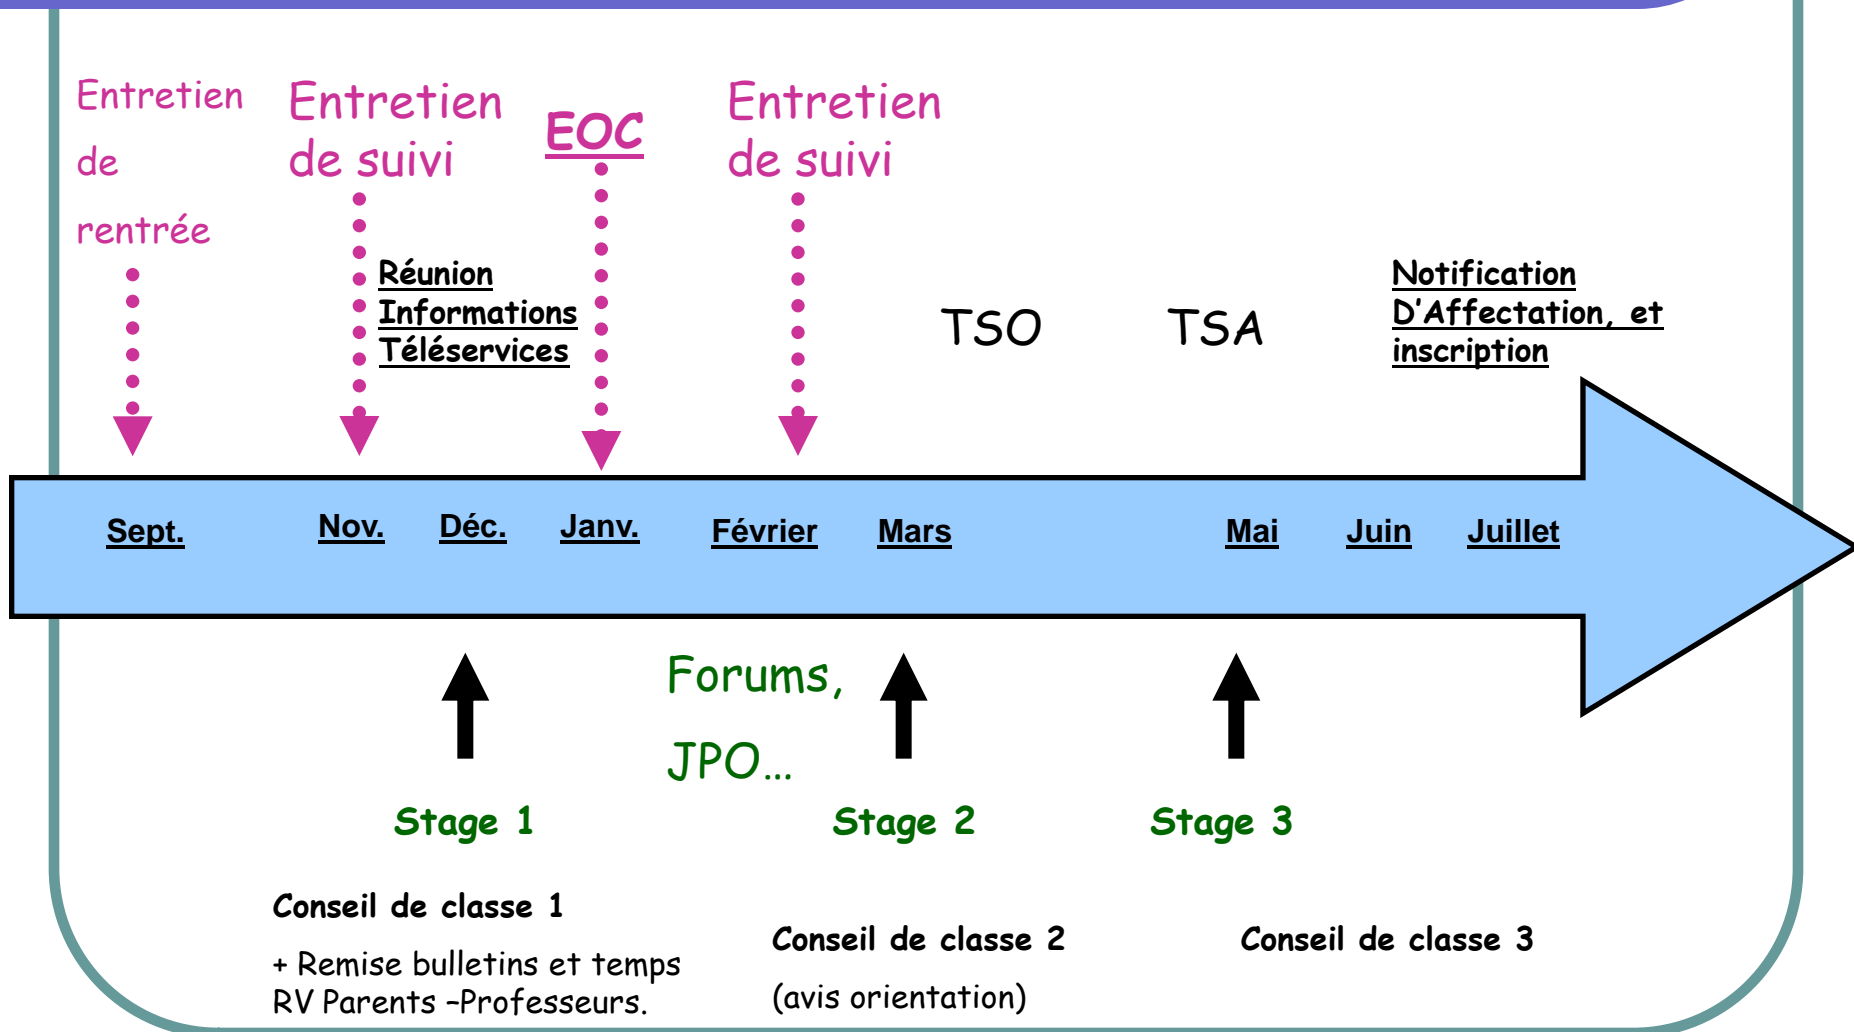 Entretien
de
rentrée
Entretien
de suivi
EOC
Entretien
de suivi
Réunion
Informations
Téléservices
TSO
TSA
Notification
D'Affectation, et
inscription
Sept.
Nov.
Déc.
Janv.
Février
Mars
Mai
Juin
Juillet
Forums,
JPO…
Stage 1
Stage 2
Stage 3
Conseil de classe 1
+ Remise bulletins et temps
RV Parents –Professeurs.
Conseil de classe 2
(avis orientation)
Conseil de classe 3